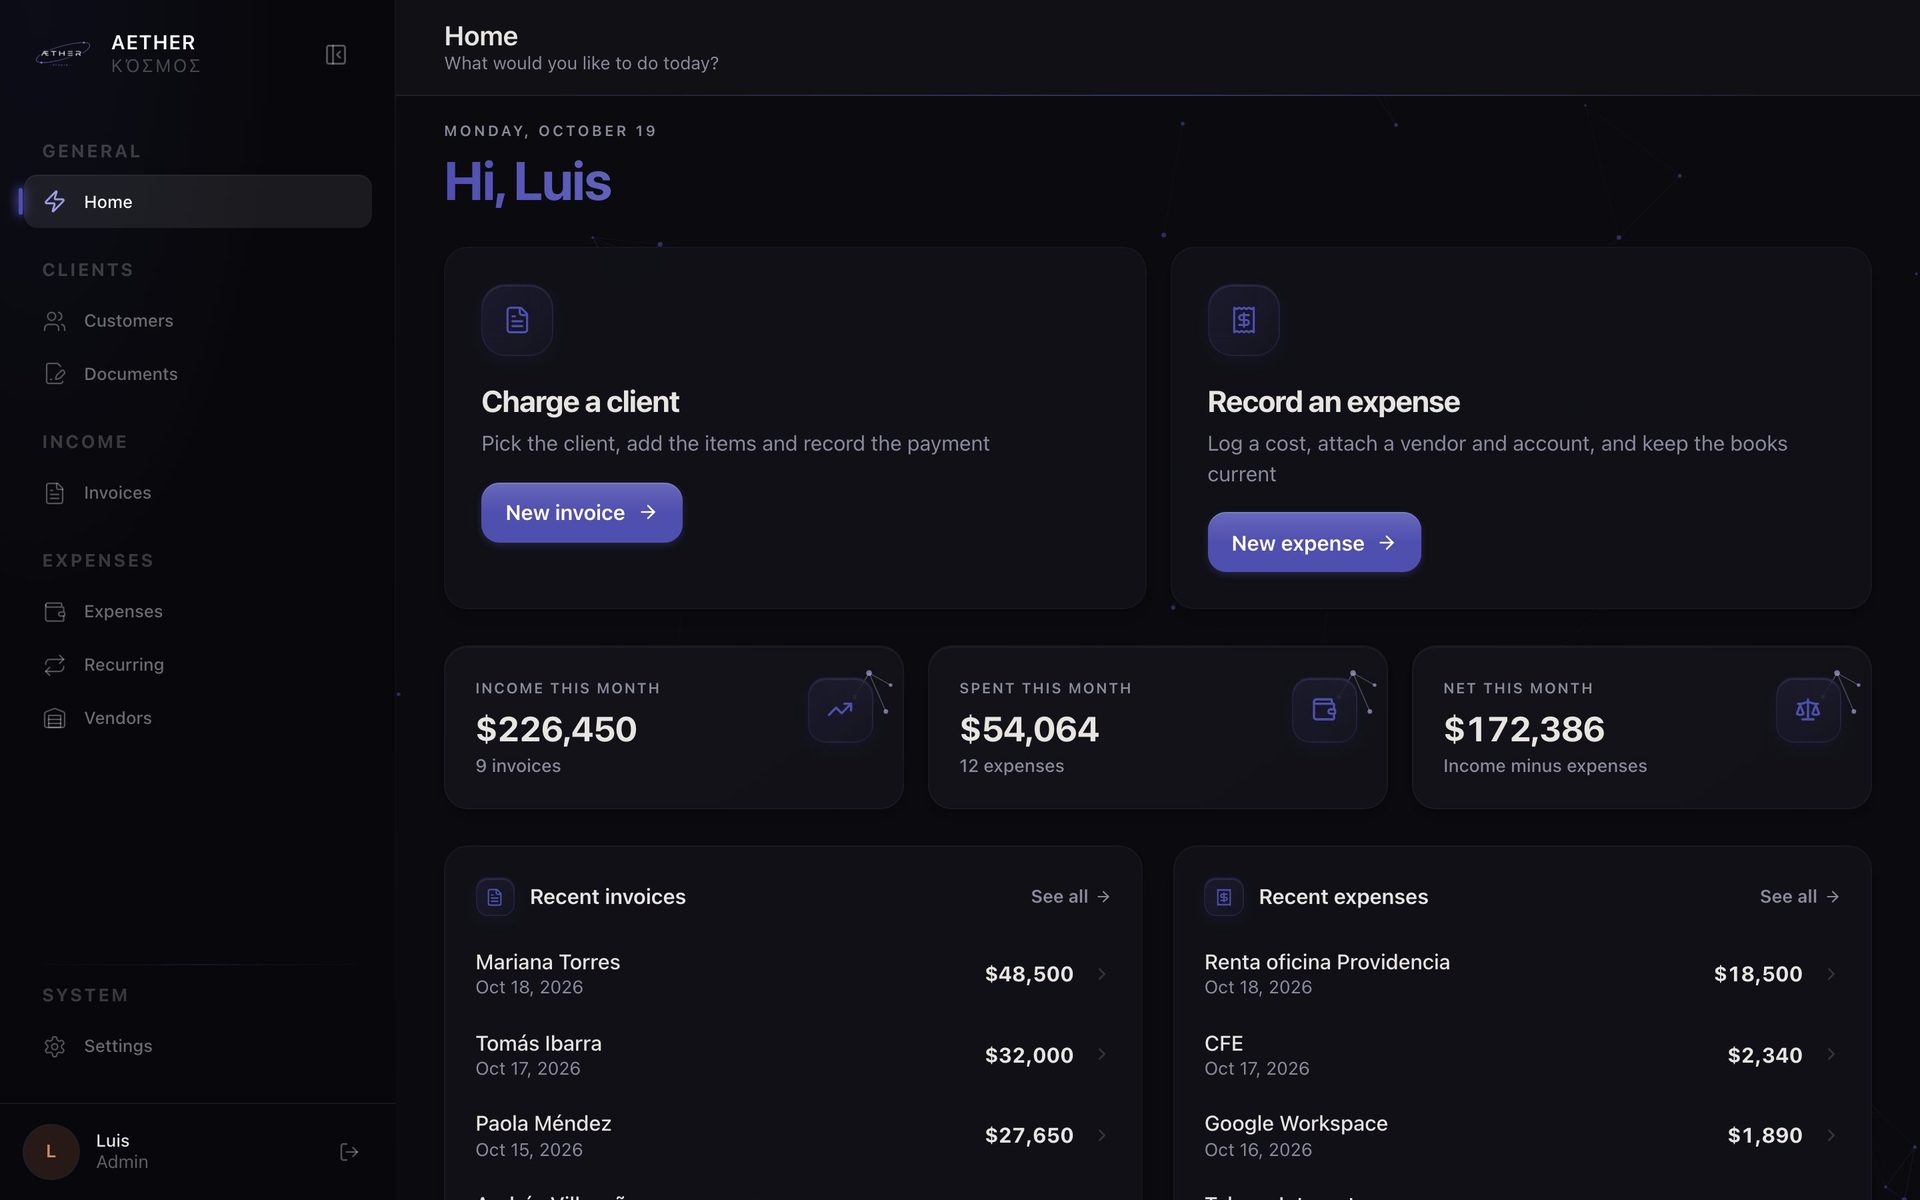 ÆTHER
AETHER
ΚΌΣΜΟΣ
GENERAL
Home
CLIENTS
Customers
Documents
INCOME
Invoices
EXPENSES
Expenses
Recurring
Vendors
SYSTEM
Settings
L
Luis
Admin
Home
What would you like to do today?
MONDAY, OCTOBER 19
Hi, Luis
Charge a client
Pick the client, add the items and record the payment
New invoice
Record an expense
Log a cost, attach a vendor and account, and keep the books
current
New expense
INCOME THIS MONTH
$226,450
9 invoices
SPENT THIS MONTH
$54,064
12 expenses
NET THIS MONTH
$172,386
Income minus expenses
Recent invoices
See all
Mariana Torres
Oct 18, 2026
$48,500
Tomás Ibarra
Oct 17, 2026
$32,000
Paola Méndez
Oct 15, 2026
$27,650
Recent expenses
See all
Renta oficina Providencia
Oct 18, 2026
$18,500
CFE
Oct 17, 2026
$2,340
Google Workspace
Oct 16, 2026
$1,890